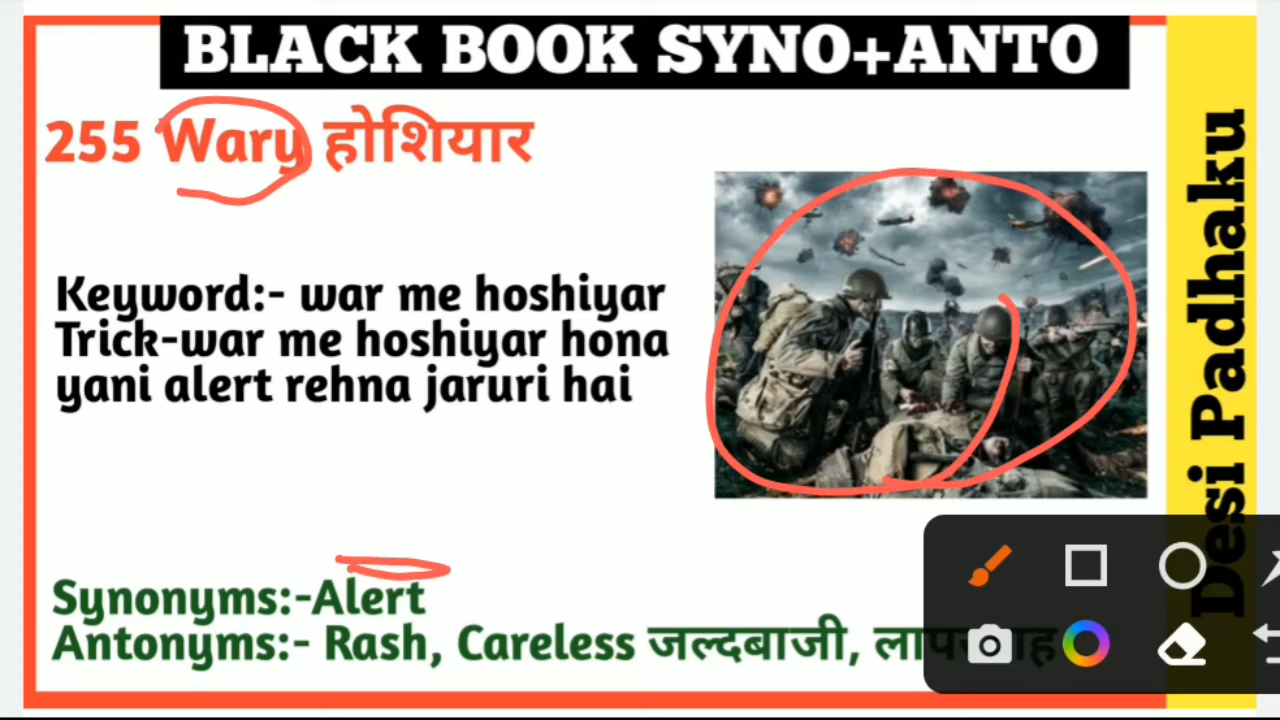 BLACK BOOK SYNO+ANTO
255 Wary होशियार
Keyword:- war me hoshiyar
Trick-war me hoshiyar hona
yani alert rehna jaruri hai
Synonyms:-Alert
Antonyms:- Rash, Careless जल्दबाजी,
Desi Padhaku